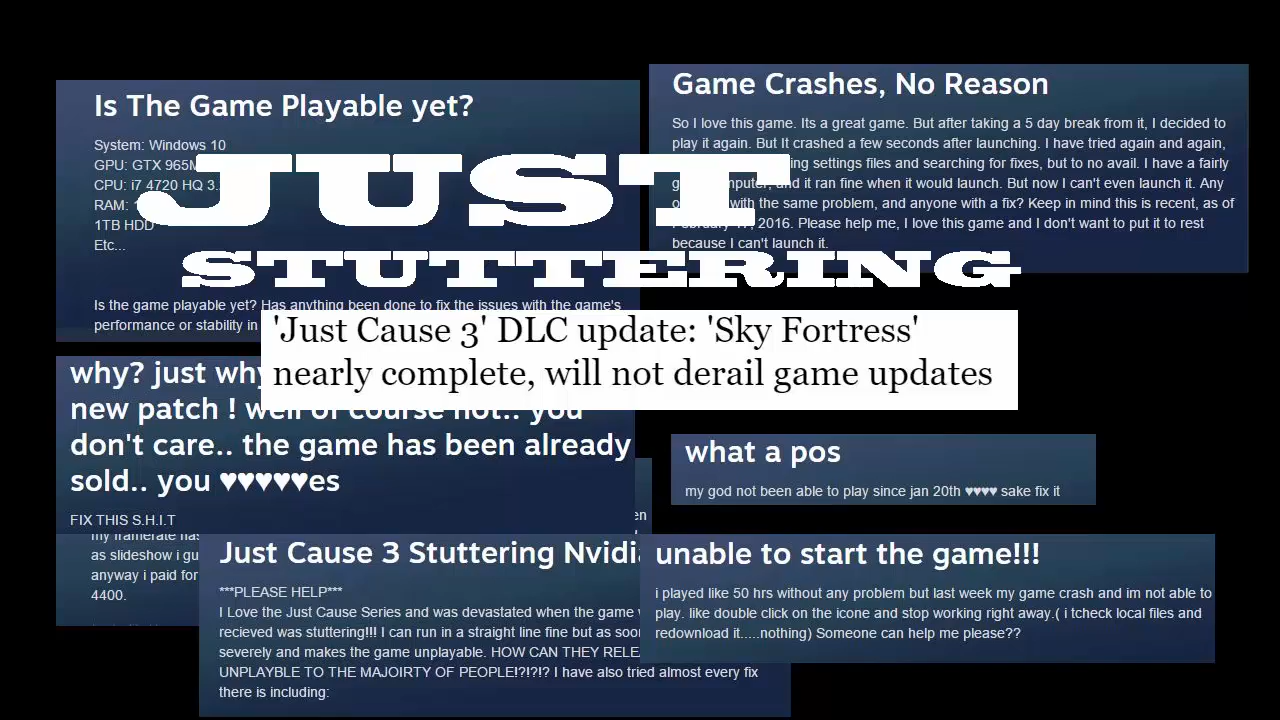 Is The Game Playable yet?
System: Windows 10
GPU: GTX 965M
CPU: i7 4720 HQ 3.
RAM:
1TB HDD
Etc...
Is the game playable yet? Has anything been done to fix the issues with the game's
performance or stability in
Game Crashes, No Reason
So I love this game. Its a great game. But after taking a 5 day break from it, I decided to
play it again. But It crashed a few seconds after launching. I have tried again and again,
settings files and searching for fixes, but to no avail. I have a fairly
and it ran fine when it would launch. But now I can't even launch it. Any
with the same problem, and anyone with a fix? Keep in mind this is recent, as of
2016. Please help me, I love this game and I don't want to put it to rest
because I can't launch it.
JUST
STUTTERING
'Just Cause 3' DLC update: 'Sky Fortress'
nearly complete, will not derail game updates
why? just why
new patch ! well of course not.. you
don't care.. the game has been already
sold.. you ♥♥♥♥♥es
FIX THIS S.H.I.T
what a pos
my god not been able to play since jan 20th ♥♥♥♥ sake fix it
en
my framerate has
as slideshow i gu
anyway i paid for
4400.
Just Cause 3 Stuttering Nvidia
***PLEASE HELP***
I Love the Just Cause Series and was devastated when the game
recieved was stuttering!!! I can run in a straight line fine but as soon
severely and makes the game unplayable. HOW CAN THEY RELEA
UNPLAYBLE TO THE MAJOIRTY OF PEOPLE!?!?!? I have also tried almost every fix
there is including:
unable to start the game!!!
i played like 50 hrs without any problem but last week my game crash and im not able to
play. like double click on the icone and stop working right away.( i tcheck local files and
redownload it.....nothing) Someone can help me please??